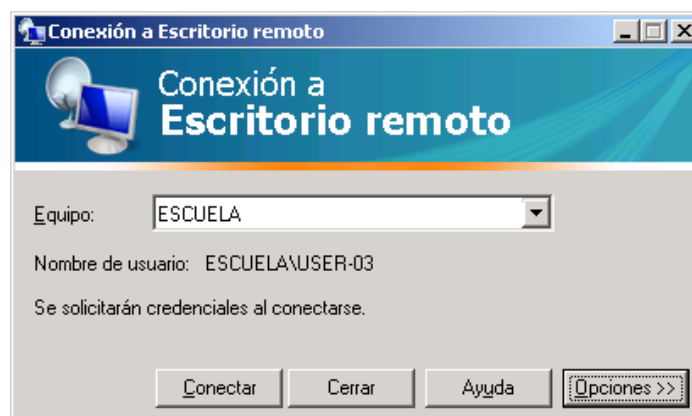 Conexión a Escritorio remoto
Conexión a
Escritorio remoto
Equipo: ESCUELA
Nombre de usuario: ESCUELA\USER-03
Se solicitarán credenciales al conectarse.
Conectar Cerrar Ayuda Opciones >>